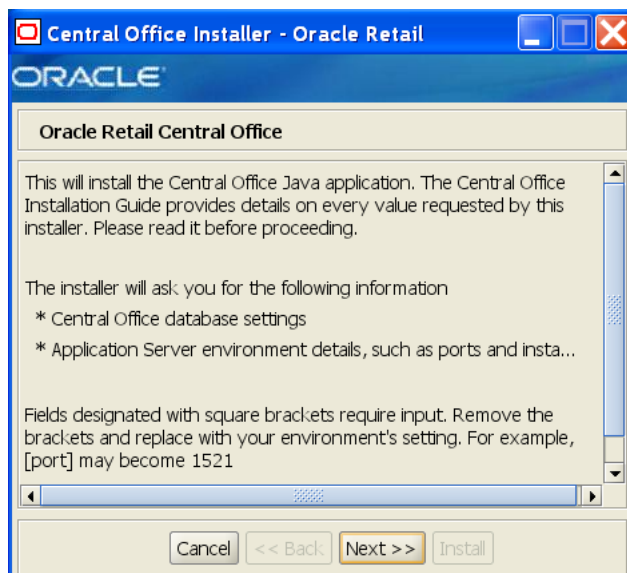 Central Office Installer - Oracle Retail
ORACLE
Oracle Retail Central Office
This will install the Central Office Java application. The Central Office
Installation Guide provides details on every value requested by this
installer. Please read it before proceeding.
The installer will ask you for the following information
* Central Office database settings
* Application Server environment details, such as ports and insta...
Fields designated with square brackets require input. Remove the
brackets and replace with your environment's setting. For example,
[port] may become 1521
Cancel << Back Next >> Install